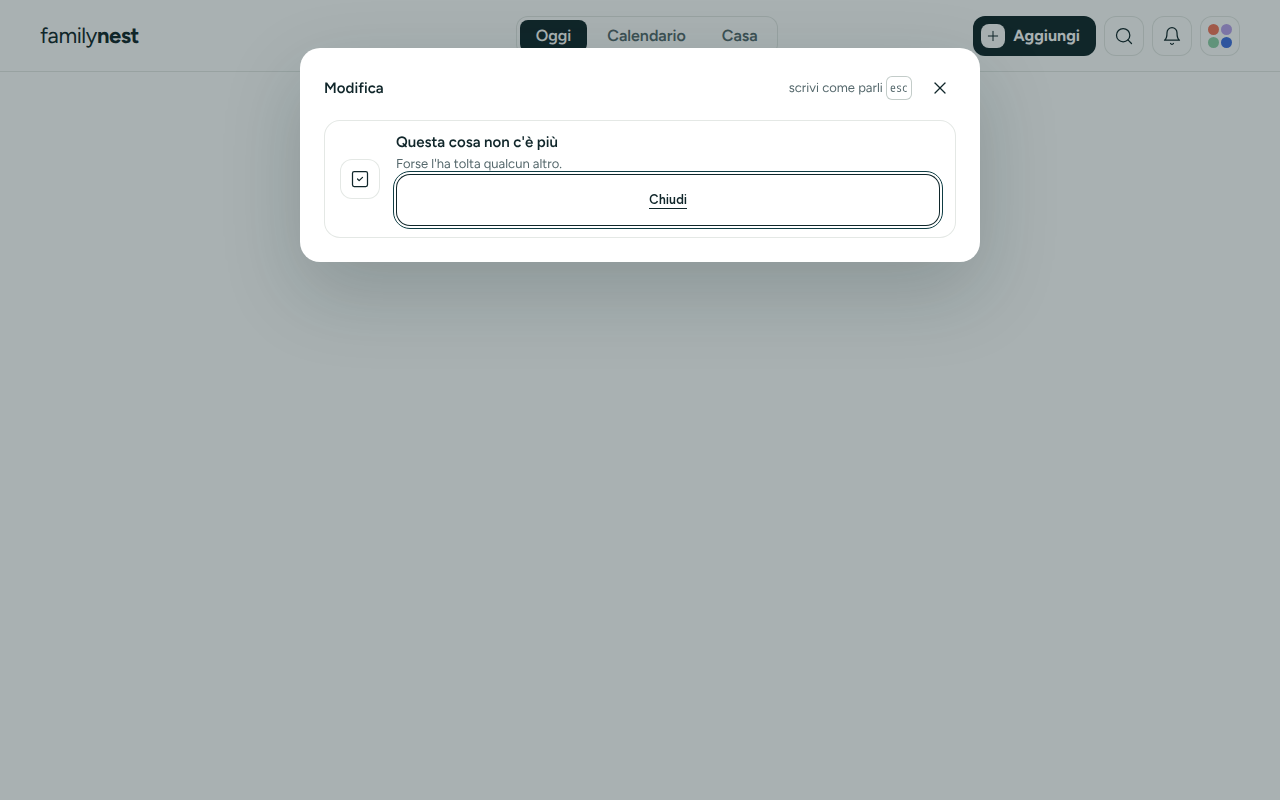 familynest
Oggi
Calendario
Casa
Aggiungi
Modifica
scrivi come parli esc
Questa cosa non c'è più
Forse l'ha tolta qualcun altro.
Chiudi